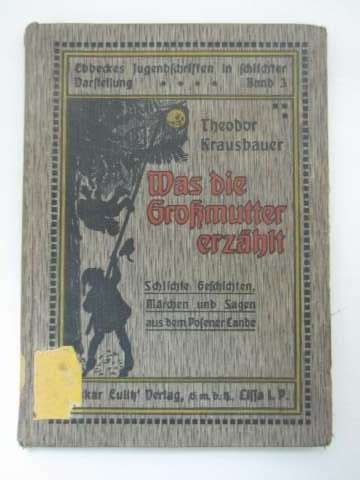 Ebbeckes Jugendschriften in schlichter
Darstellung Band 3
Theodor
Krausbauer
Was die
Großmutter
erzählt
Schlichte Geschichten,
Märchen und Sagen
aus dem Posener Lande
Eulitz' Verlag, G.m.b.H. Lissa i. P.